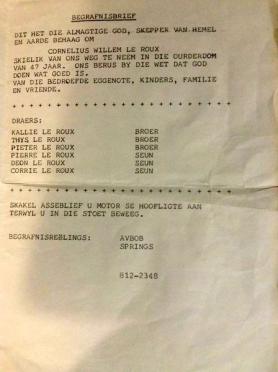 BEGRAFNISBRIEF
DIT HET DIE ALMAGTIGE GOD, SKEPPER VAN HEMEL
EN AARDE BEHAAG OM
CORNELIUS WILLEM LE ROUX
SKIELIK VAN ONS WEG TE NEEM IN DIE OURDERDOM
VAN 47 JAAR. ONS BERUS BY DIE WET DAT GOD
DOEN WAT GOED IS.
VAN DIE BEDROEFDE EGGENOTE, KINDERS, FAMILIE
EN VRIENDE.
+ + + + + + + + + + + + + + + + + + + + + + +
DRAERS:
KALLIE LE ROUX BROER
THYS LE ROUX BROER
PIETER LE ROUX BROER
PIERRE LE ROUX SEUN
DEON LE ROUX SEUN
CORRIE LE ROUX SEUN
+ + + + + + + + + + + + + + + + + + + + + + +
SKAKEL ASSEBLIEF U MOTOR SE HOOFLIGTE AAN
TERWYL U IN DIE STOET BEWEEG.
BEGRAFNISREËLINGS: AVBOB
SPRINGS
812-2348